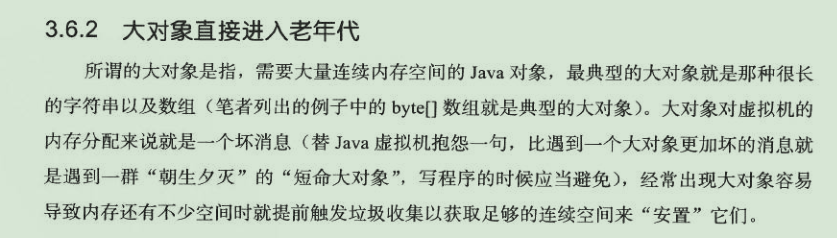 3.6.2 大对象直接进入老年代
所谓的大对象是指，需要大量连续内存空间的 Java 对象，最典型的大对象就是那种很长
的字符串以及数组（笔者列出的例子中的 byte[] 数组就是典型的大对象）。大对象对虚拟机的
内存分配来说就是一个坏消息（替 Java 虚拟机抱怨一句，比遇到一个大对象更加坏的消息就
是遇到一群“朝生夕灭”的“短命大对象”，写程序的时候应当避免），经常出现大对象容易
导致内存还有不少空间时就提前触发垃圾收集以获取足够的连续空间来“安置”它们。